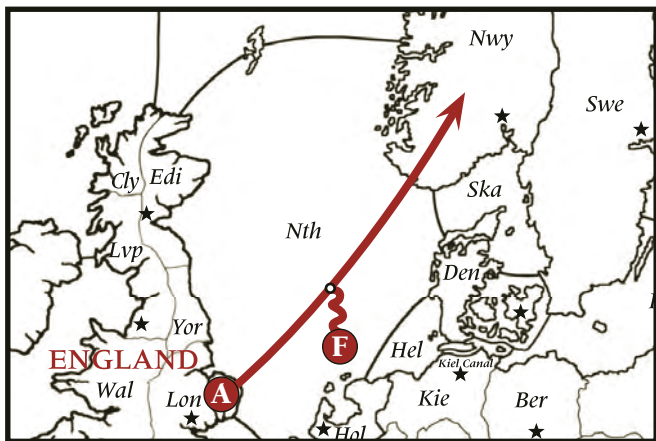 Nwy
Swe
Cly
Edi
Ska
Nth
Lvp
Den
Yor
ENGLAND
F
Hel
Kiel Canal
Wal
Lon
A
Kie
Ber
Hol